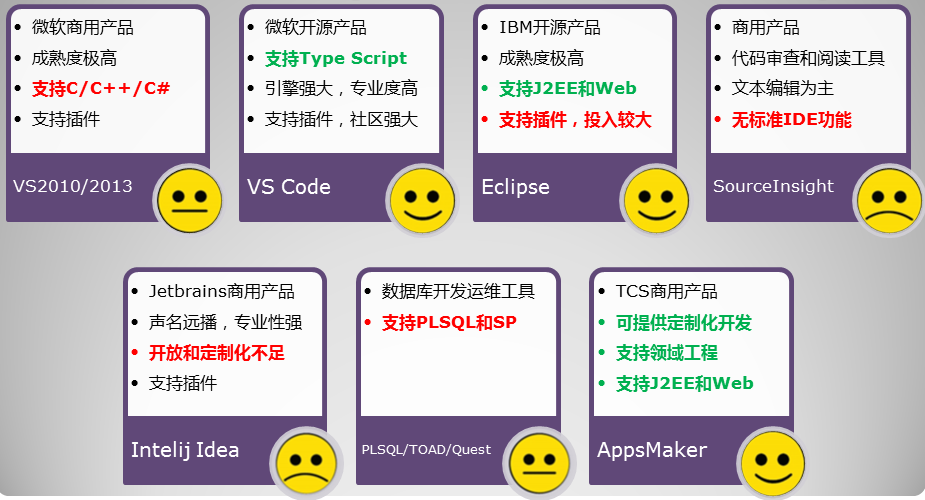 微软商用产品
成熟度极高
支持C/C++/C#
支持插件
VS2010/2013
微软开源产品
支持Type Script
引擎强大，专业度高
支持插件，社区强大
VS Code
IBM开源产品
成熟度极高
支持J2EE和Web
支持插件，投入较大
Eclipse
商用产品
代码审查和阅读工具
文本编辑为主
无标准IDE功能
SourceInsight
Jetbrains商用产品
声名远播，专业性强
开放和定制化不足
支持插件
Intelij Idea
数据库开发运维工具
支持PLSQL和SP
PLSQL/TOAD/Quest
TCS商用产品
可提供定制化开发
支持领域工程
支持J2EE和Web
AppsMaker